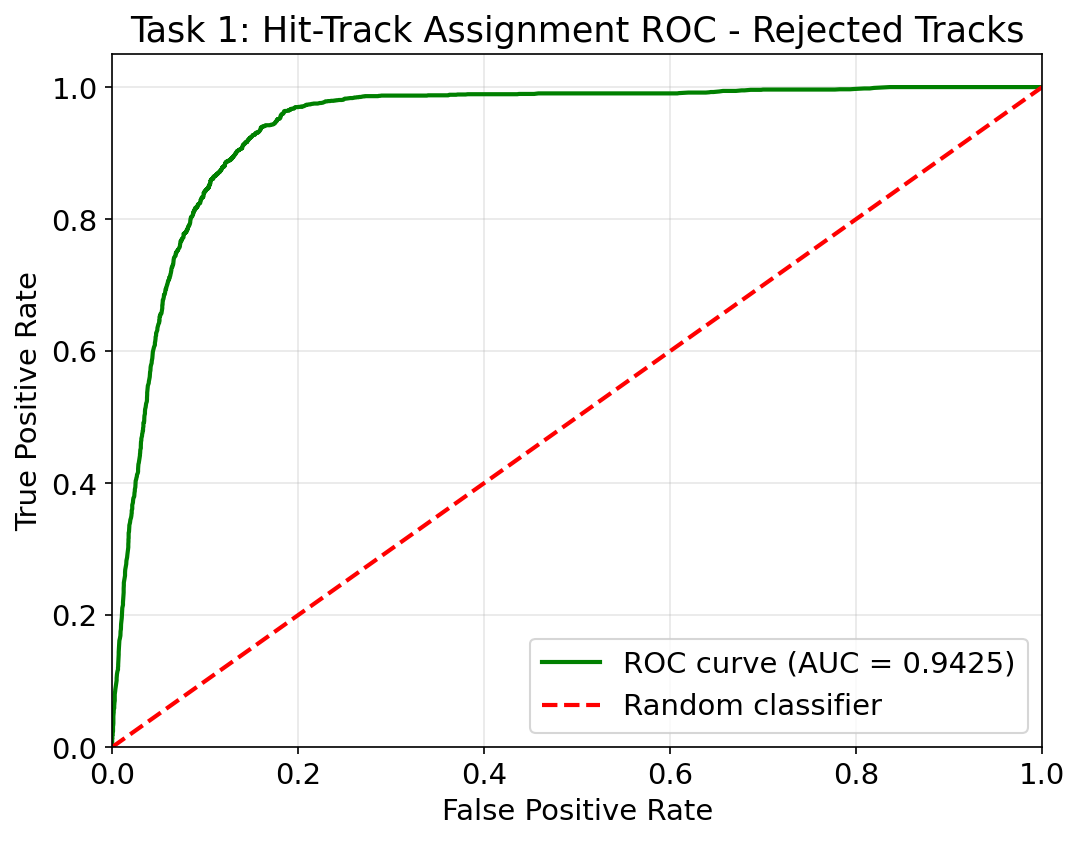 Task 1: Hit-Track Assignment ROC - Rejected Tracks
True Positive Rate
1.0
0.8
0.6
0.4
0.2
0.0
0.0 0.2 0.4 0.6 0.8 1.0
False Positive Rate
ROC curve (AUC = 0.9425)
Random classifier